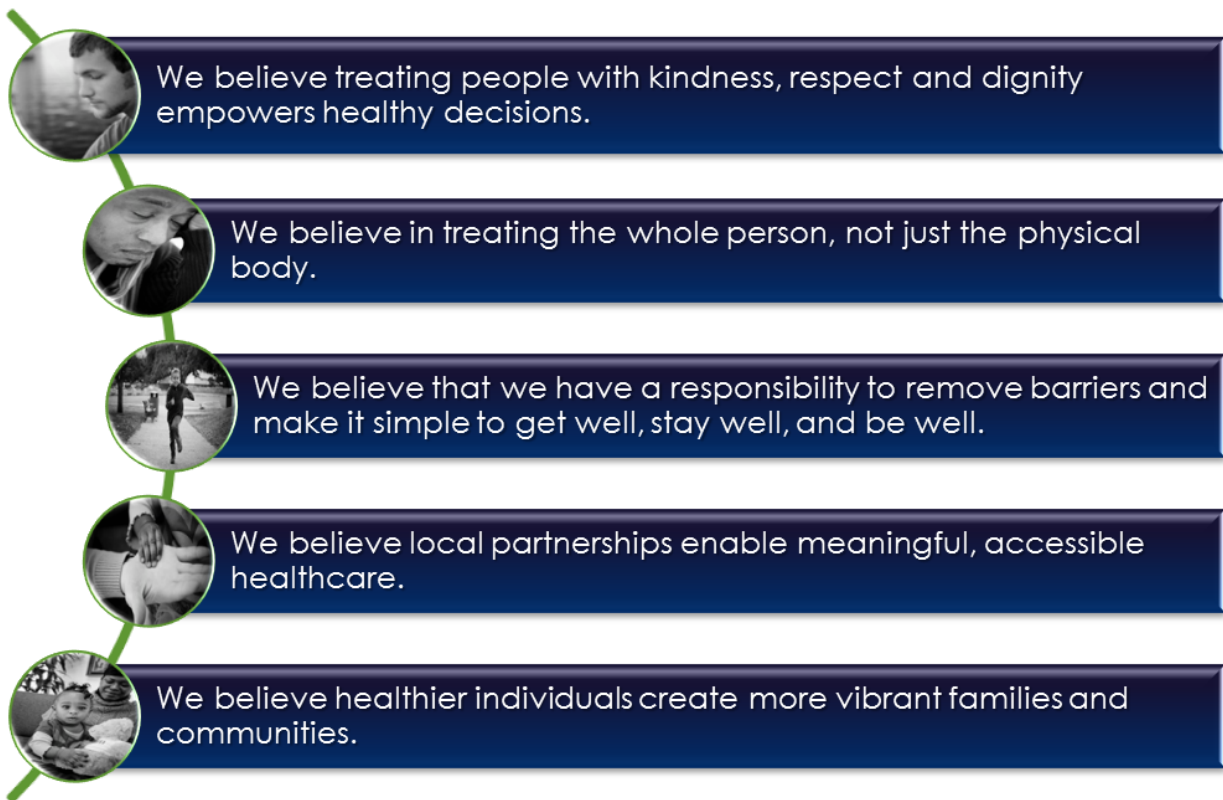 We believe treating people with kindness, respect and dignity
empowers healthy decisions.
We believe in treating the whole person, not just the physical
body.
We believe that we have a responsibility to remove barriers and
make it simple to get well, stay well, and be well.
We believe local partnerships enable meaningful, accessible
healthcare.
We believe healthier individuals create more vibrant families and
communities.